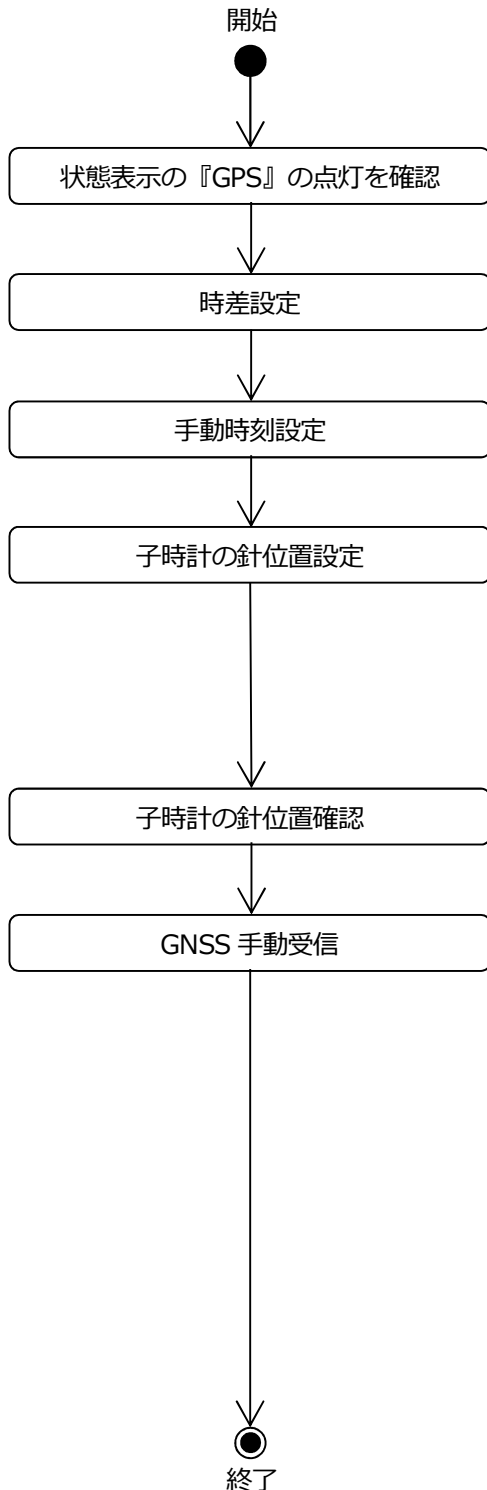 開始
状態表示の『GPS』の点灯を確認
時差設定
手動時刻設定
子時計の針位置設定
子時計の針位置確認
GNSS 手動受信
終了